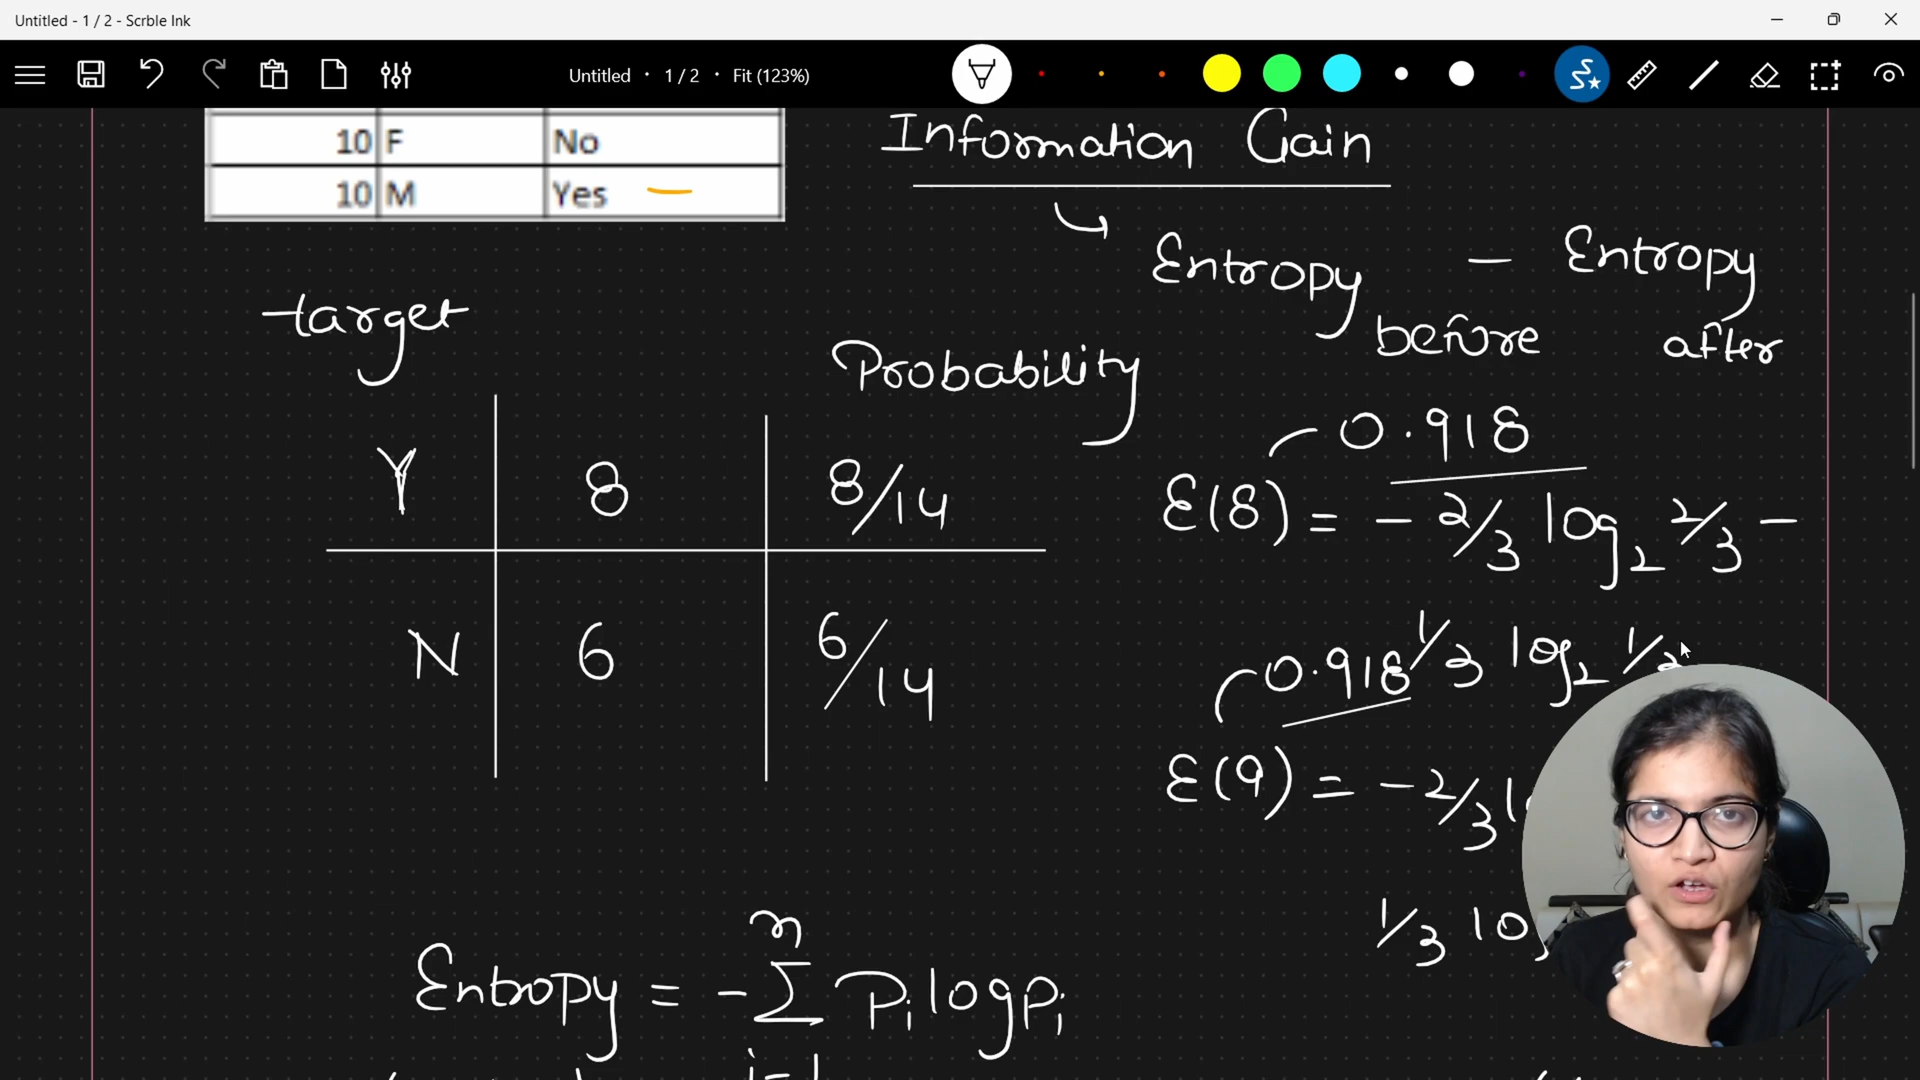 Untitled - 1 / 2 - Scrble Ink
Untitled • 1 / 2 • Fit (123%)
10 F No
10 M Yes
Information Gain
Entropy before - Entropy after
target
Probability
Y 8 8/14
N 6 6/14
0.918
E(8) = - 2/3 log2 2/3 -
1/3 log2
0.918
E(9) = - 2/3
1/3
Entropy = - Σ pi log pi
n